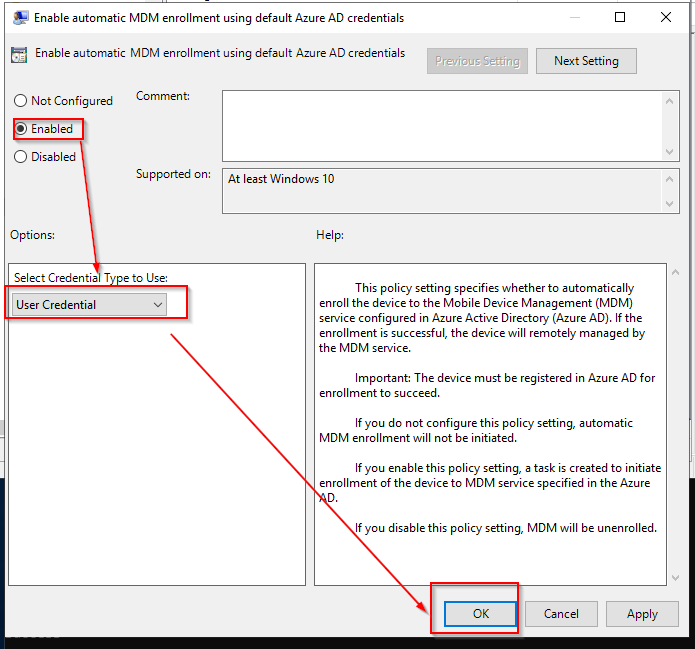 Enable automatic MDM enrollment using default Azure AD credentials
Enable automatic MDM enrollment using default Azure AD credentials
Previous Setting
Next Setting
Not Configured
Enabled
Disabled
Comment:
Supported on:
At least Windows 10
Options:
Help:
Select Credential Type to Use:
User Credential
This policy setting specifies whether to automatically
enroll the device to the Mobile Device Management (MDM)
service configured in Azure Active Directory (Azure AD). If the
enrollment is successful, the device will remotely managed by
the MDM service.
Important: The device must be registered in Azure AD for
enrollment to succeed.
If you do not configure this policy setting, automatic
MDM enrollment will not be initiated.
If you enable this policy setting, a task is created to initiate
enrollment of the device to MDM service specified in the Azure
AD.
If you disable this policy setting, MDM will be unenrolled.
OK
Cancel
Apply